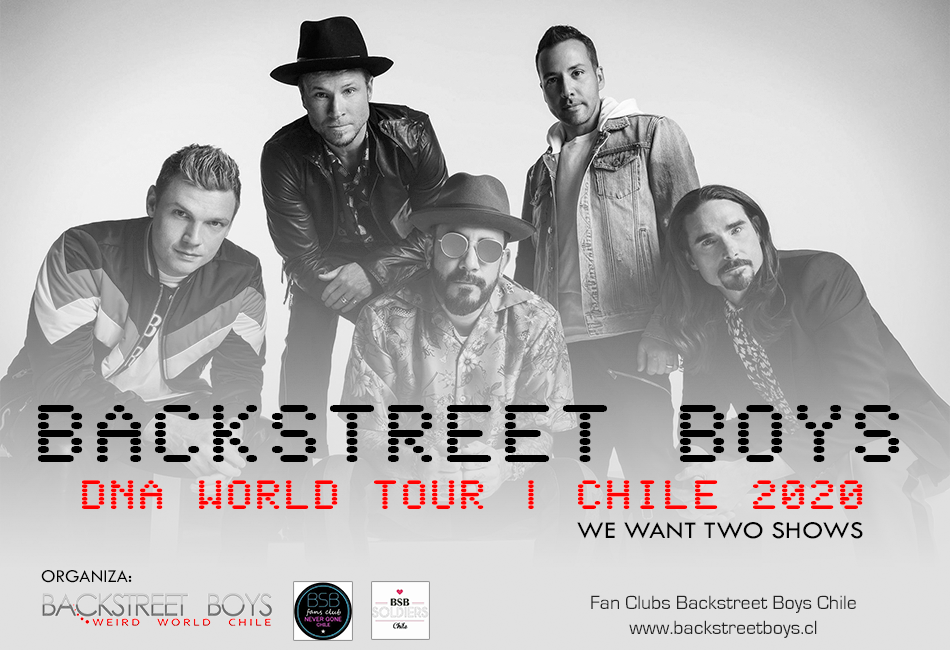 BACKSTREET BOYS
DNA WORLD TOUR | CHILE 2020
WE WANT TWO SHOWS
ORGANIZA:
BACKSTREET BOYS
WEIRD WORLD CHILE
BSB
fans club
NEVER GONE
CHILE
BSB
SOLDIERS
Chile
Fan Clubs Backstreet Boys Chile
www.backstreetboys.cl